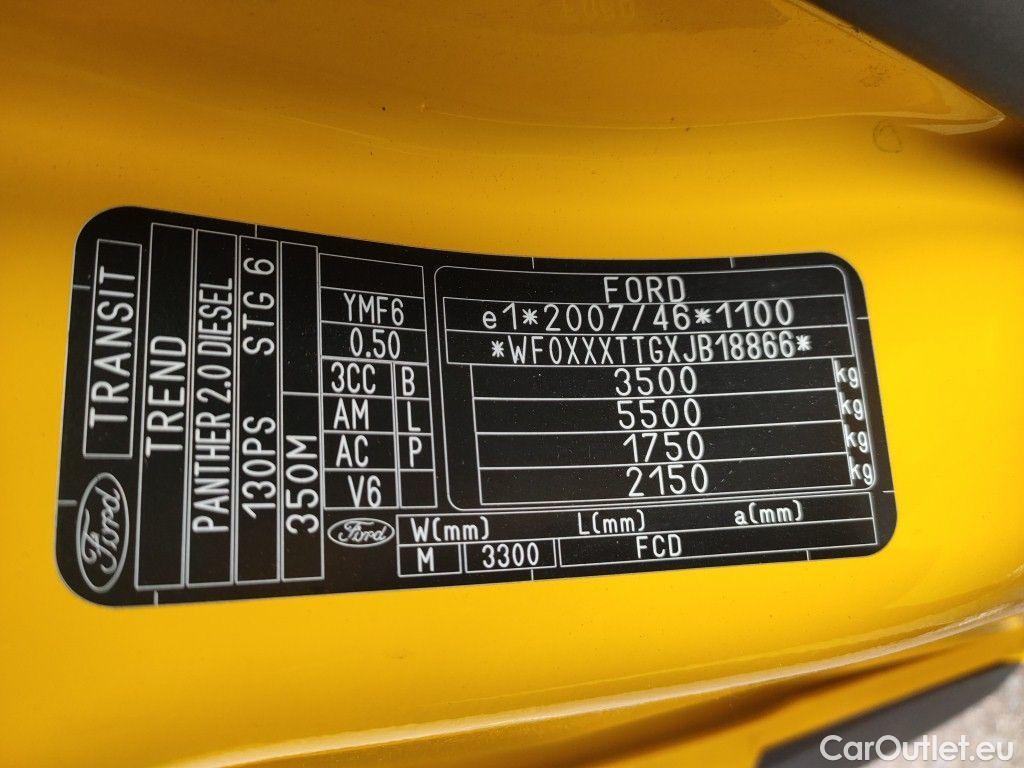 TRANSIT
Ford
TREND
PANTHER 2.0 DIESEL
130PS STG 6
350M
YMF6
0.50
3CC B
AM L
AC P
V6
Ford
FORD
e1*2007/46*1100
*WF0XXXTTGXJB18866*
3500 kg
5500 kg
1750 kg
2150 kg
W(mm) L(mm) a(mm)
M 3300 FCD
CarOutlet.eu